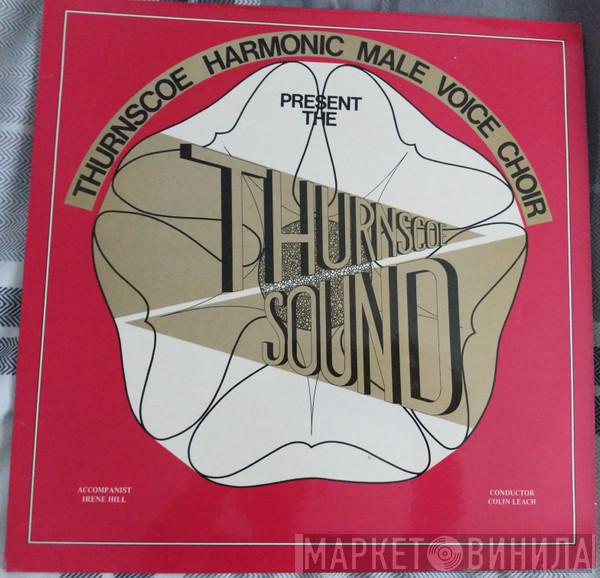 THURNSCOE HARMONIC MALE VOICE CHOIR
PRESENT
THE
THURNSCOE
SOUND
ACCOMPANIST
IRENE HILL
CONDUCTOR
COLIN LEACH
МАРКЕТ ВИНИЛА